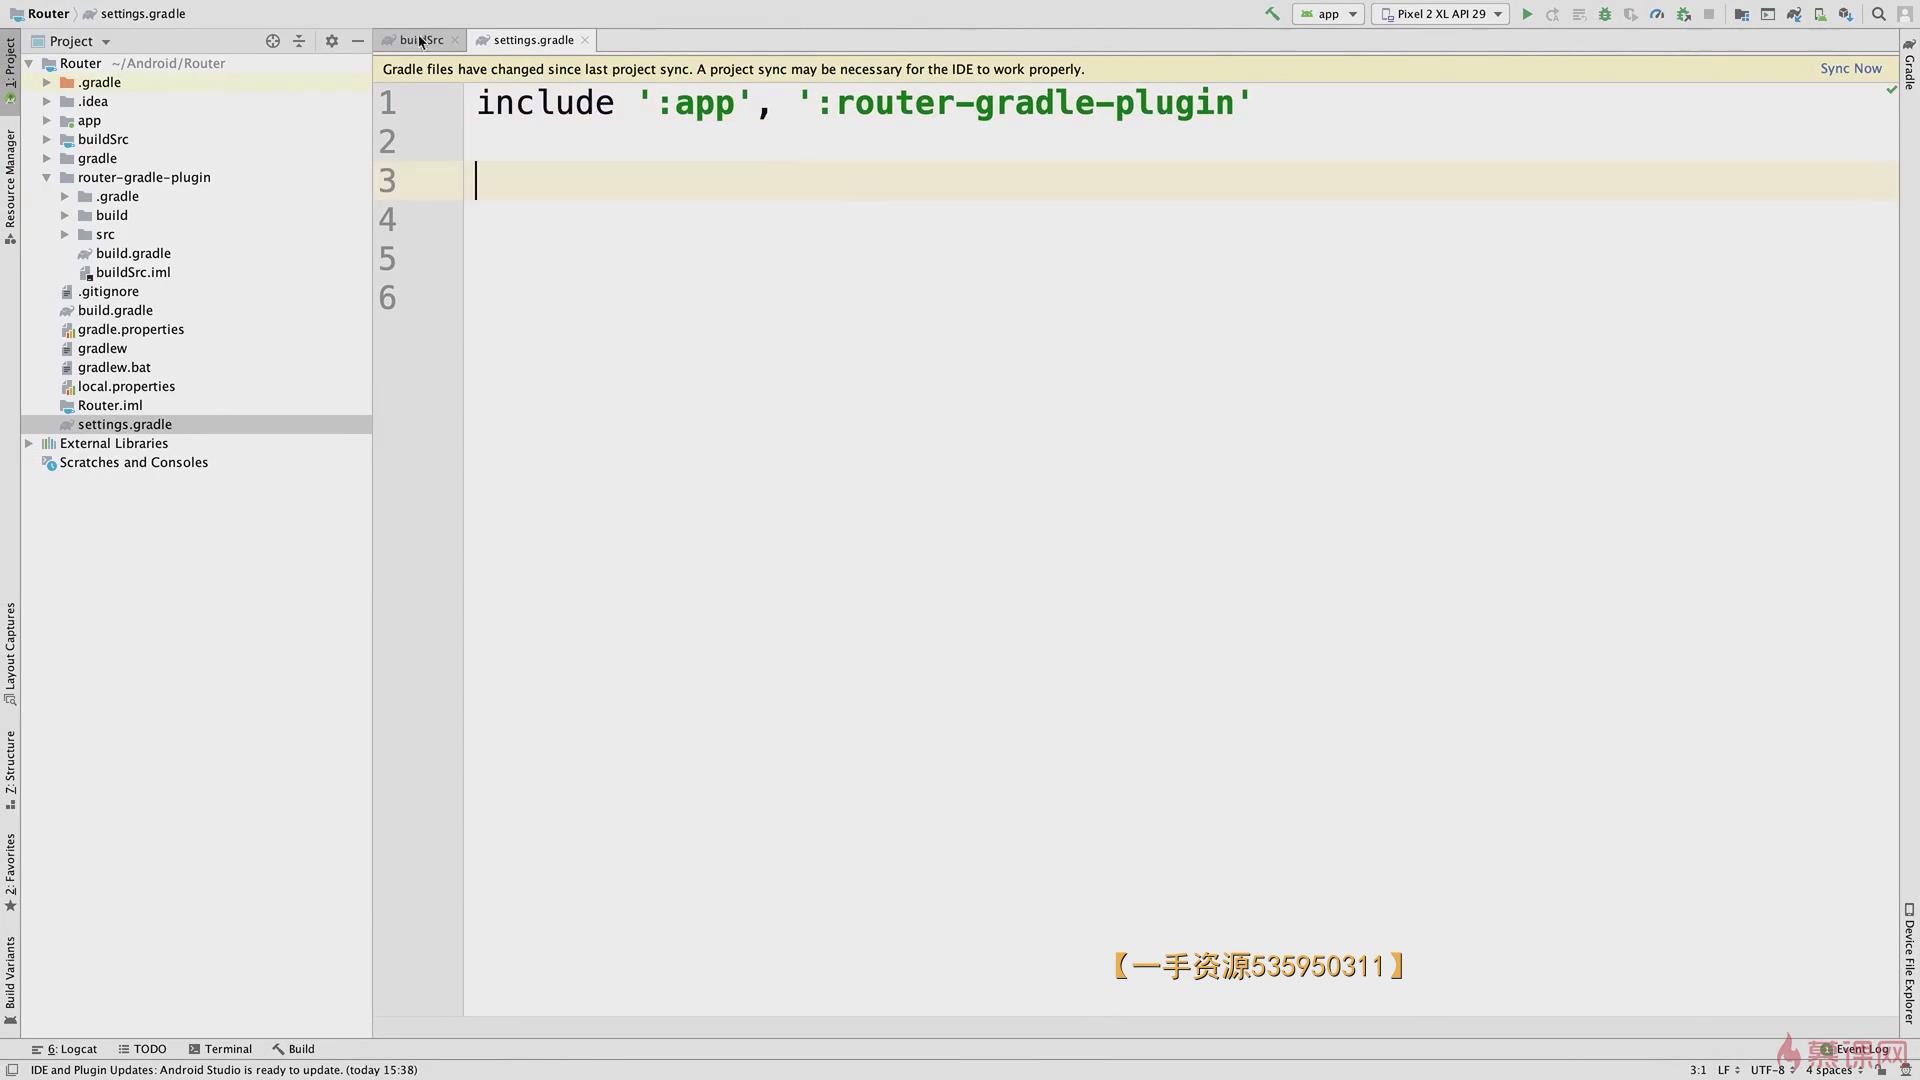 Router
settings.gradle
app
Pixel 2 XL API 29
Project
buildSrc
settings.gradle
Gradle files have changed since last project sync. A project sync may be necessary for the IDE to work properly.
Sync Now
Router ~/Android/Router
.gradle
.idea
app
buildSrc
gradle
router-gradle-plugin
.gradle
build
src
build.gradle
buildSrc.iml
.gitignore
build.gradle
gradle.properties
gradlew
gradlew.bat
local.properties
Router.iml
settings.gradle
External Libraries
Scratches and Consoles
1 include ':app', ':router-gradle-plugin'
2
3
4
5
6
1: Project
Resource Manager
Layout Captures
Z: Structure
2: Favorites
Build Variants
Gradle
Device File Explorer
【一手资源535950311】
6: Logcat
TODO
Terminal
Build
1 Event Log
慕课网
IDE and Plugin Updates: Android Studio is ready to update. (today 15:38)
3:1 LF UTF-8 4 spaces